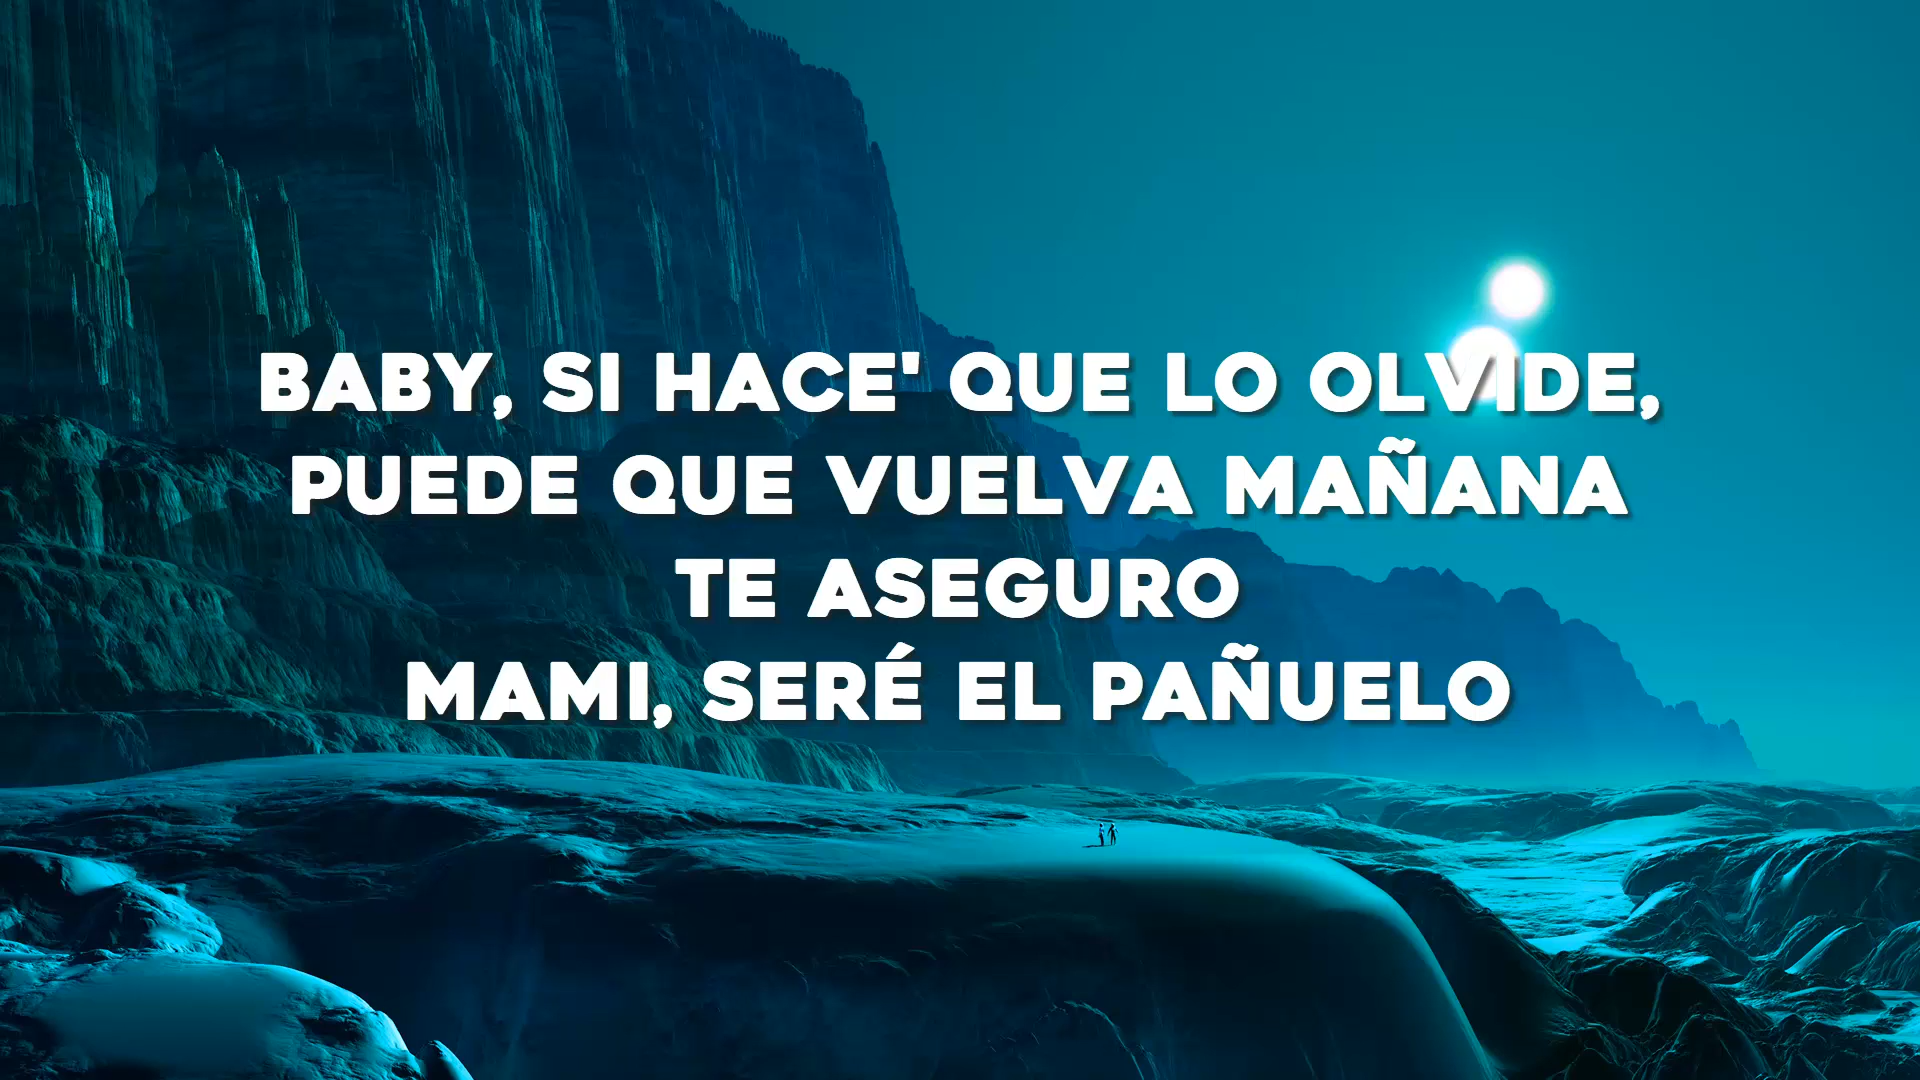 BABY, SI HACE' QUE LO OLVIDE,
PUEDE QUE VUELVA MAÑANA
TE ASEGURO
MAMI, SERÉ EL PAÑUELO